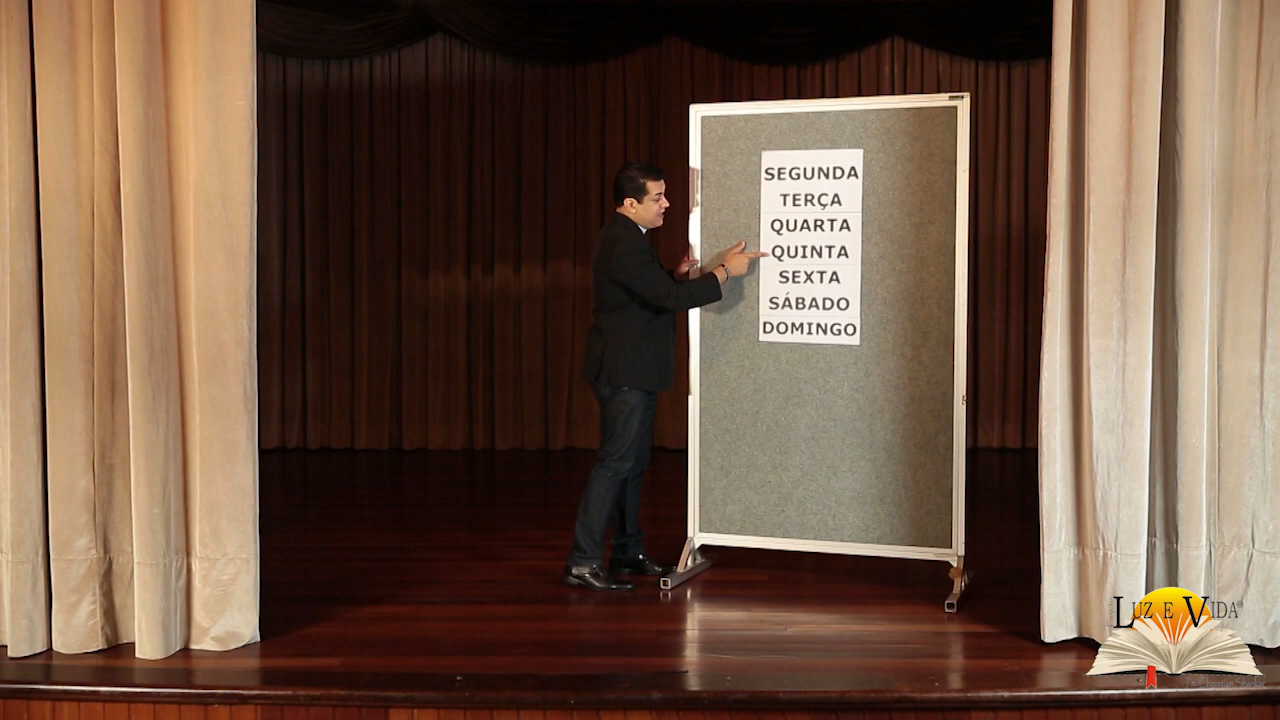 SEGUNDA
TERÇA
QUARTA
QUINTA
SEXTA
SÁBADO
DOMINGO
LUZ E VIDA®